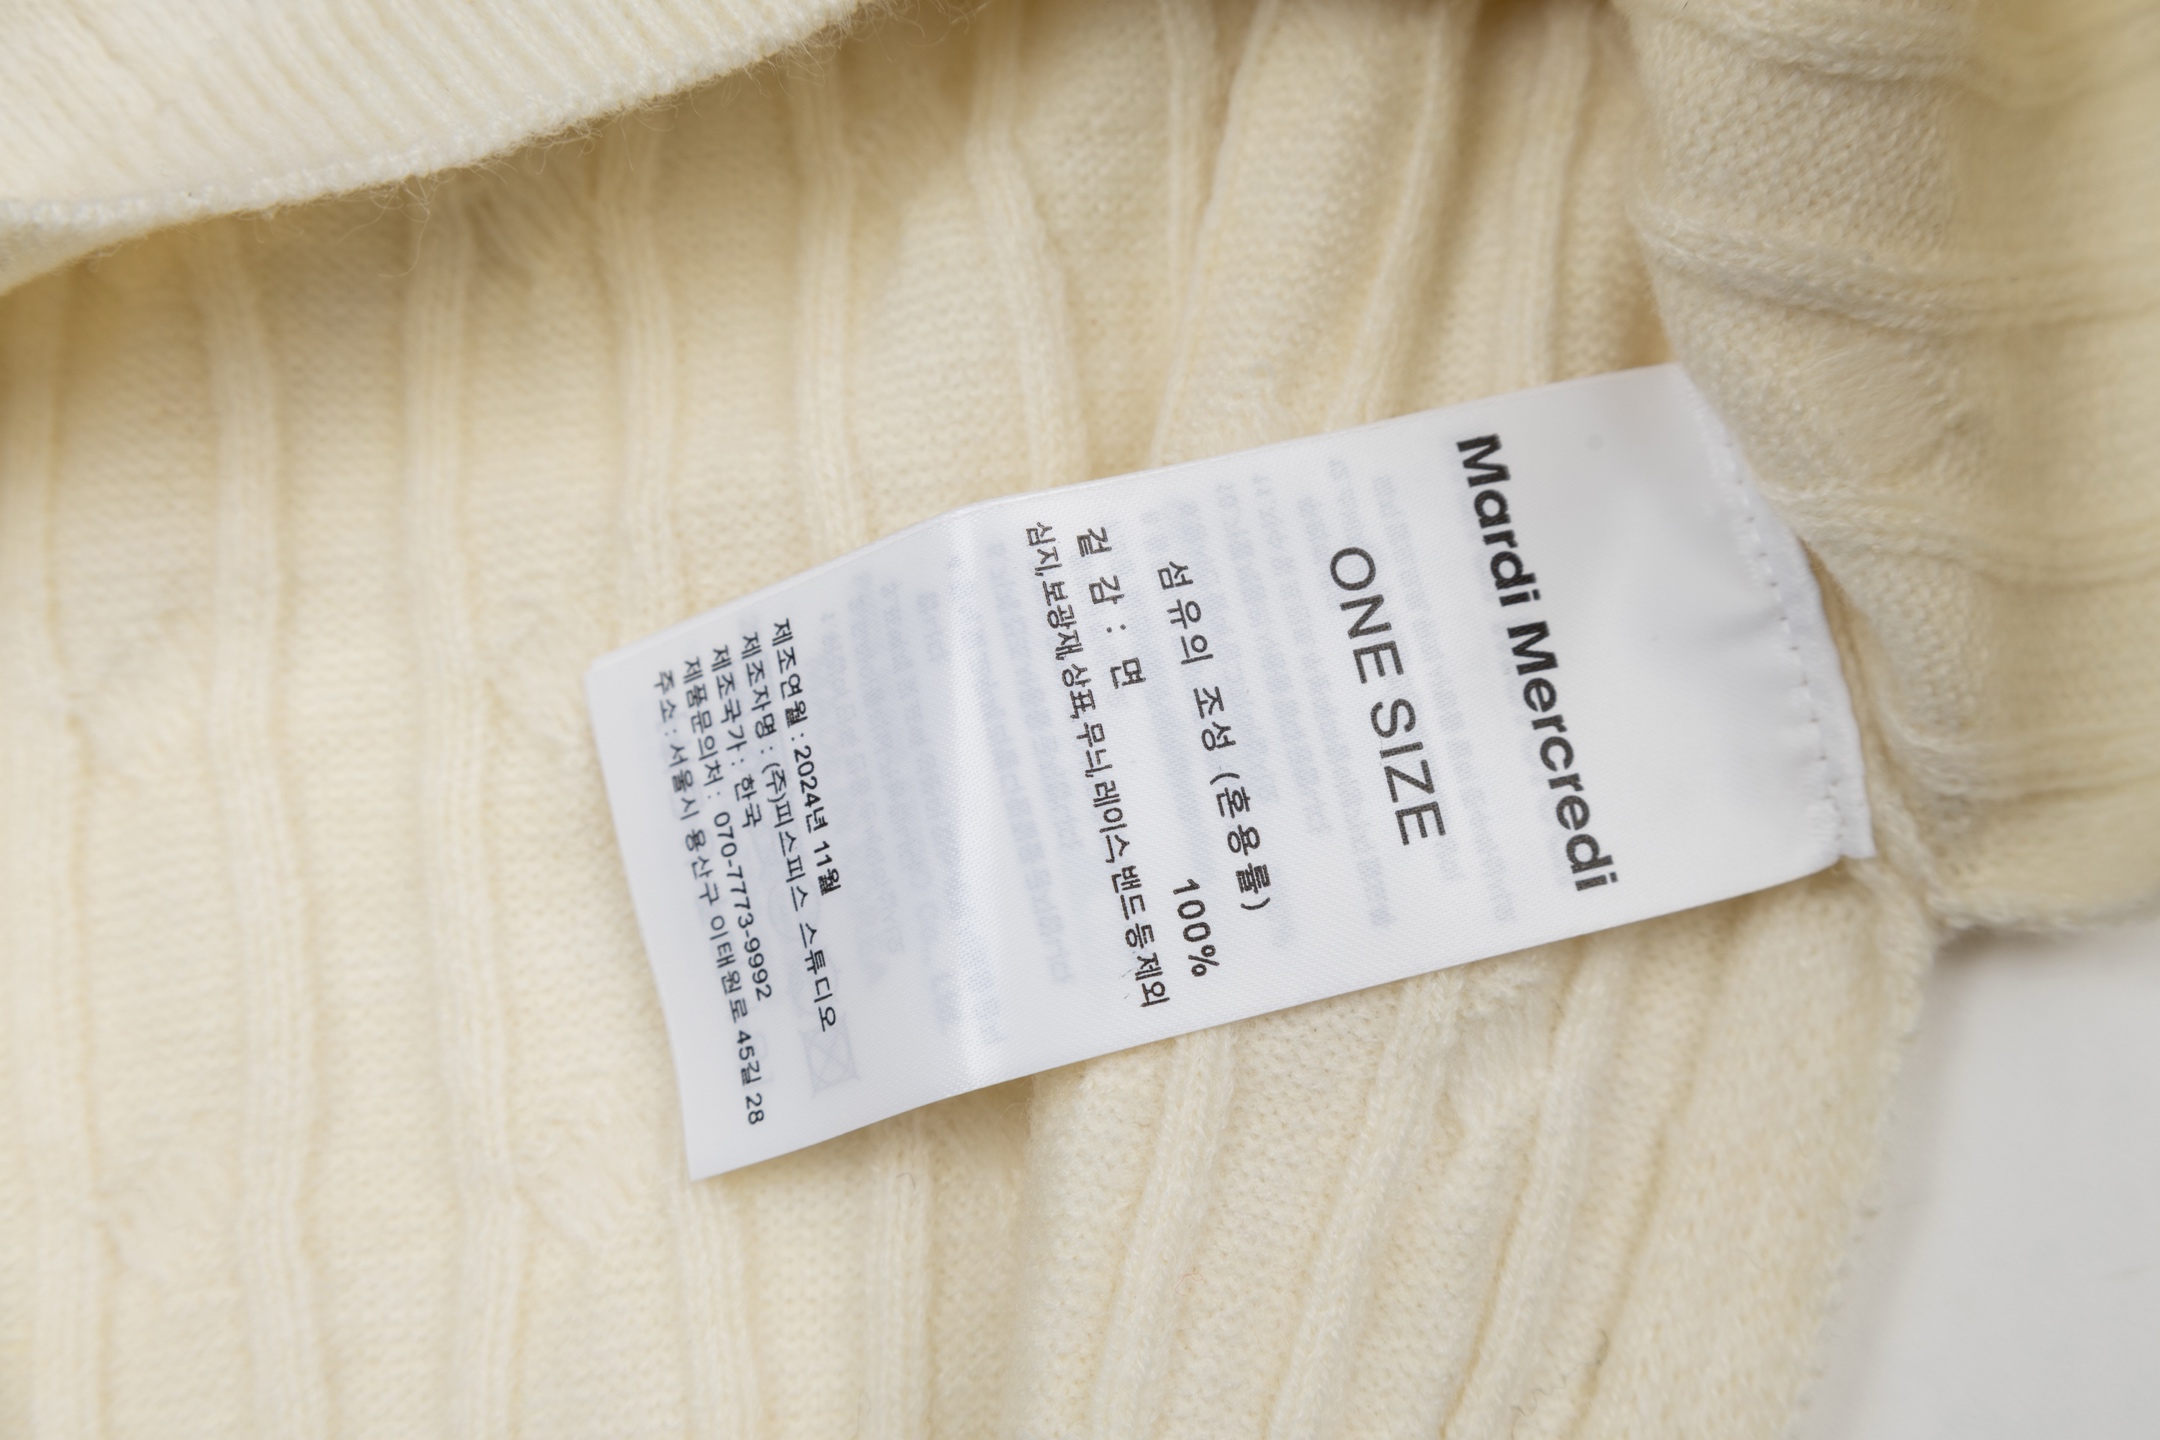 Mardi Mercredi
ONE SIZE
섬유의 조성 (혼용률)
겉 감 : 면 100%
심지,보광재,상표,무늬,레이스,밴드등제외
제조연월 : 2024년 11월
제조자명 : (주)피스피스 스튜디오
제조국가 : 한국
제품문의처 : 070-7773-9992
주소 : 서울시 용산구 이태원로 45길 28